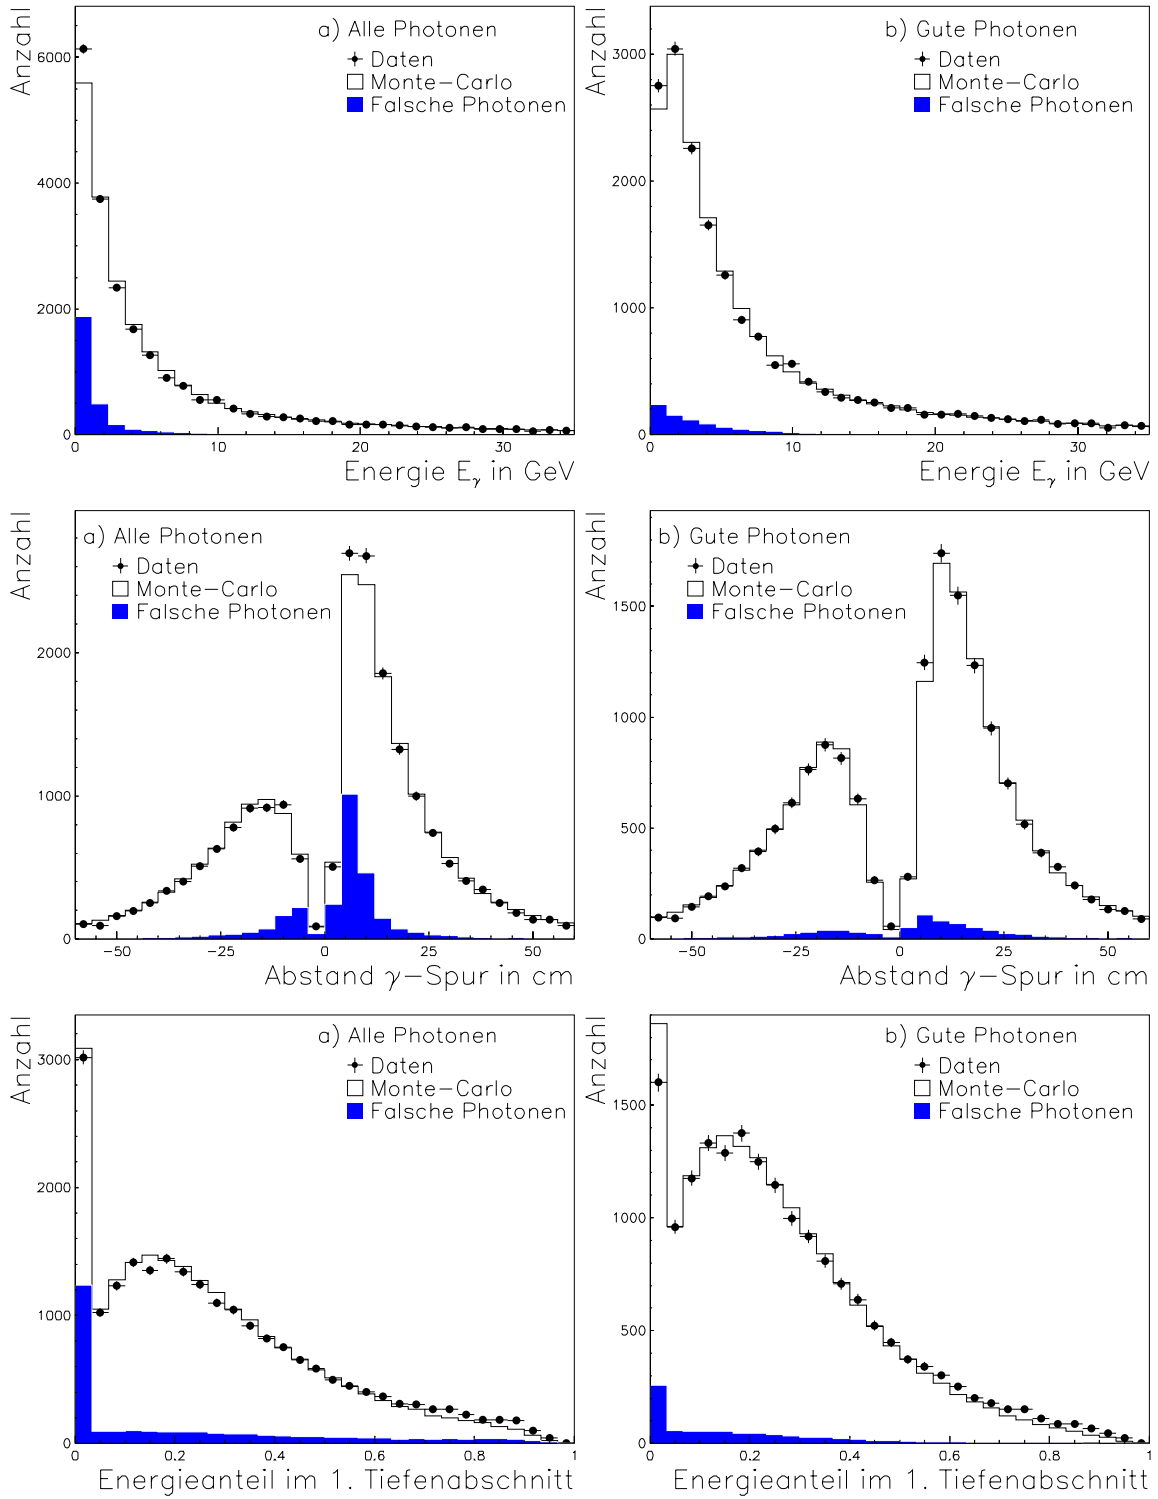 Anzahl
a) Alle Photonen
Daten
Monte-Carlo
Falsche Photonen
6000
4000
2000
0
0 10 20 30
Energie Eγ in GeV
Anzahl
b) Gute Photonen
Daten
Monte-Carlo
Falsche Photonen
3000
2000
1000
0
0 10 20 30
Energie Eγ in GeV
Anzahl
a) Alle Photonen
Daten
Monte-Carlo
Falsche Photonen
2000
1000
0
-50 -25 0 25 50
Abstand γ-Spur in cm
Anzahl
b) Gute Photonen
Daten
Monte-Carlo
Falsche Photonen
1500
1000
500
0
-50 -25 0 25 50
Abstand γ-Spur in cm
Anzahl
a) Alle Photonen
Daten
Monte-Carlo
Falsche Photonen
3000
2000
1000
0
0 0.2 0.4 0.6 0.8 1
Energieanteil im 1. Tiefenabschnitt
Anzahl
b) Gute Photonen
Daten
Monte-Carlo
Falsche Photonen
1500
1000
500
0
0 0.2 0.4 0.6 0.8 1
Energieanteil im 1. Tiefenabschnitt